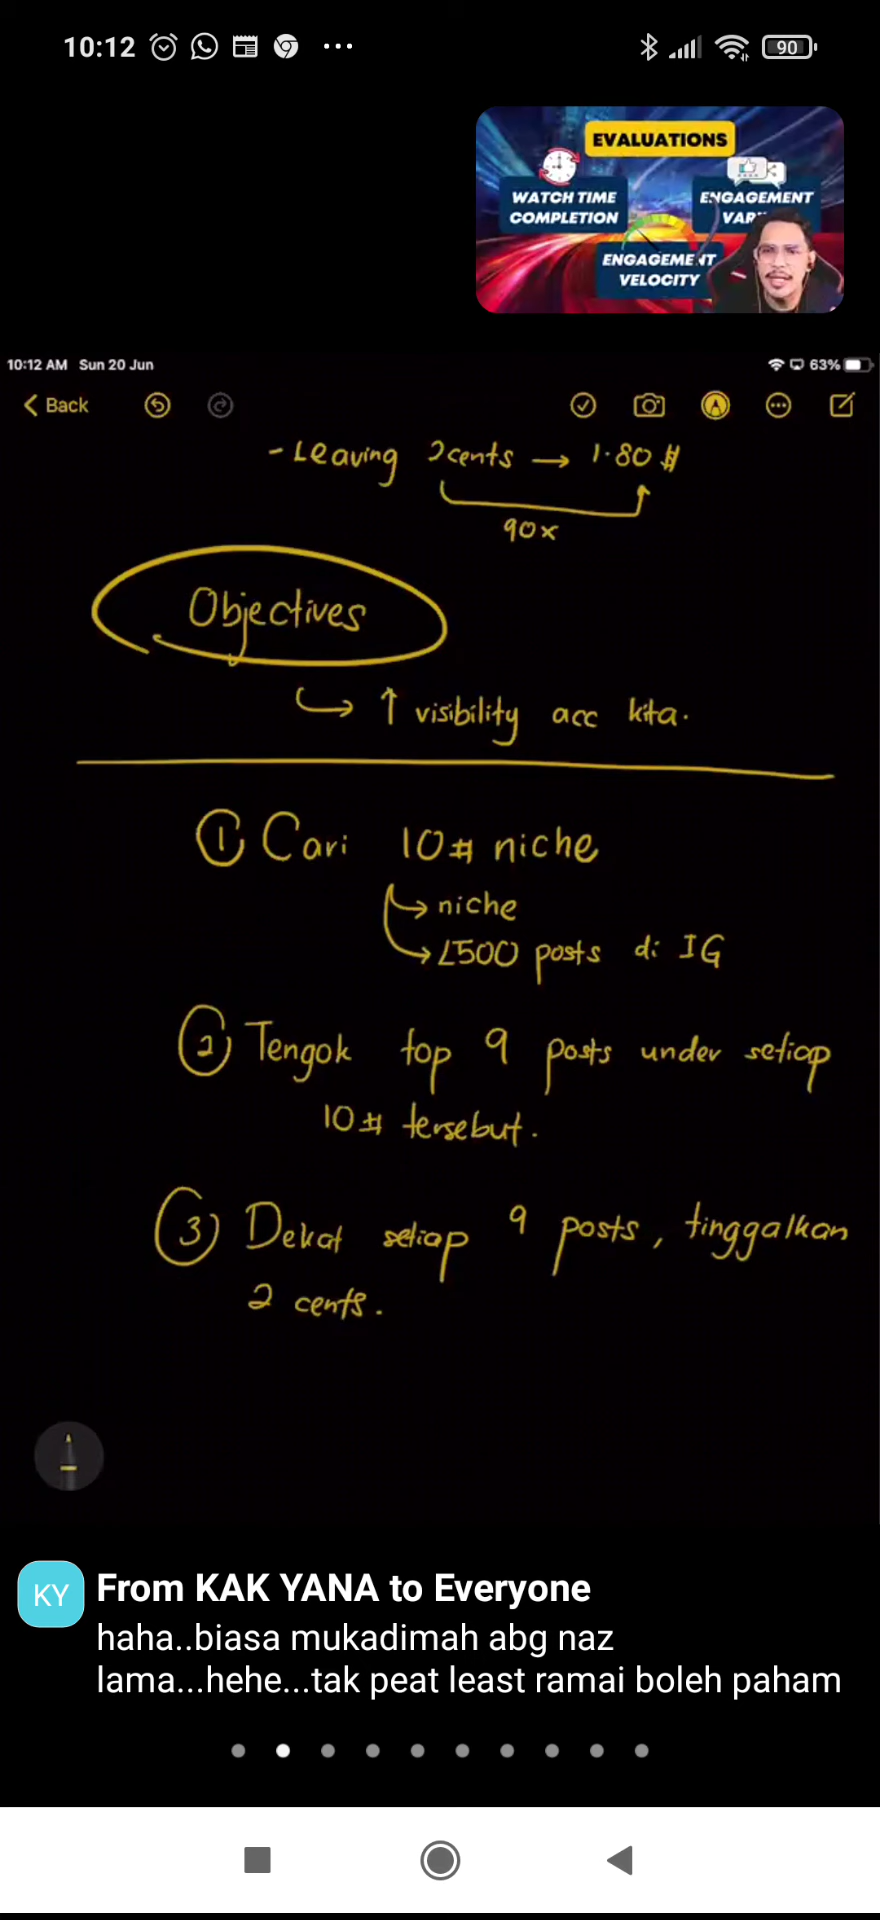 10:12
90
EVALUATIONS
WATCH TIME
COMPLETION
ENGAGEMENT
ENGAGEMENT
VELOCITY
10:12 AM Sun 20 Jun
63%
Back
- Leaving 2 cents → 1.80 $
90x
Objectives
↑ visibility acc kita.
① Cari 10# niche
→ niche
→ <500 posts di IG
② Tengok top 9 posts under setiap
10# tersebut.
③ Dekat setiap 9 posts, tinggalkan
2 cents.
KY
From KAK YANA to Everyone
haha..biasa mukadimah abg naz
lama...hehe...tak peat least ramai boleh paham